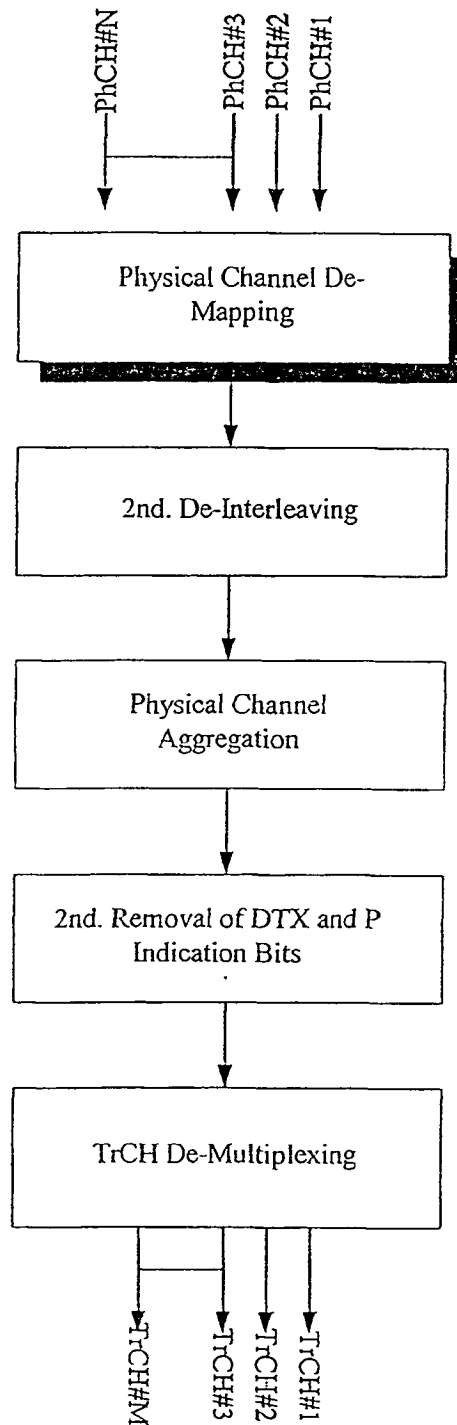 PhCH#N
PhCH#3
PhCH#2
PhCH#1
Physical Channel De-
Mapping
2nd. De-Interleaving
Physical Channel
Aggregation
2nd. Removal of DTX and P
Indication Bits
TrCH De-Multiplexing
TrCH#M
TrCH#3
TrCH#2
TrCH#1